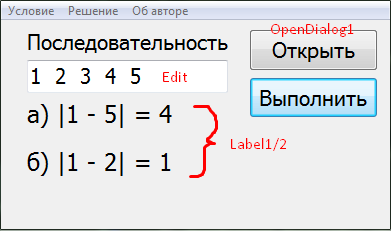 Условие Решение Об авторе
Последовательность
OpenDialog1
Открыть
1 2 3 4 5 Edit
Выполнить
а) |1 - 5| = 4
Label1/2
б) |1 - 2| = 1